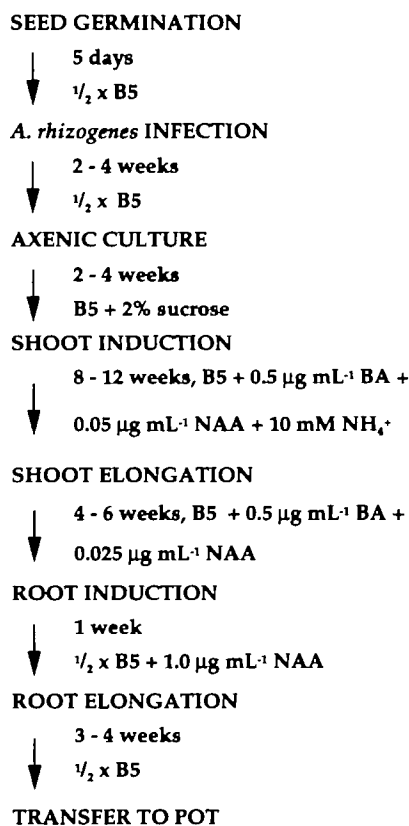 SEED GERMINATION
5 days
½ x B5
A. rhizogenes INFECTION
2 - 4 weeks
½ x B5
AXENIC CULTURE
2 - 4 weeks
B5 + 2% sucrose
SHOOT INDUCTION
8 - 12 weeks, B5 + 0.5 μg mL⁻¹ BA +
0.05 μg mL⁻¹ NAA + 10 mM NH₄⁺
SHOOT ELONGATION
4 - 6 weeks, B5 + 0.5 μg mL⁻¹ BA +
0.025 μg mL⁻¹ NAA
ROOT INDUCTION
1 week
½ x B5 + 1.0 μg mL⁻¹ NAA
ROOT ELONGATION
3 - 4 weeks
½ x B5
TRANSFER TO POT